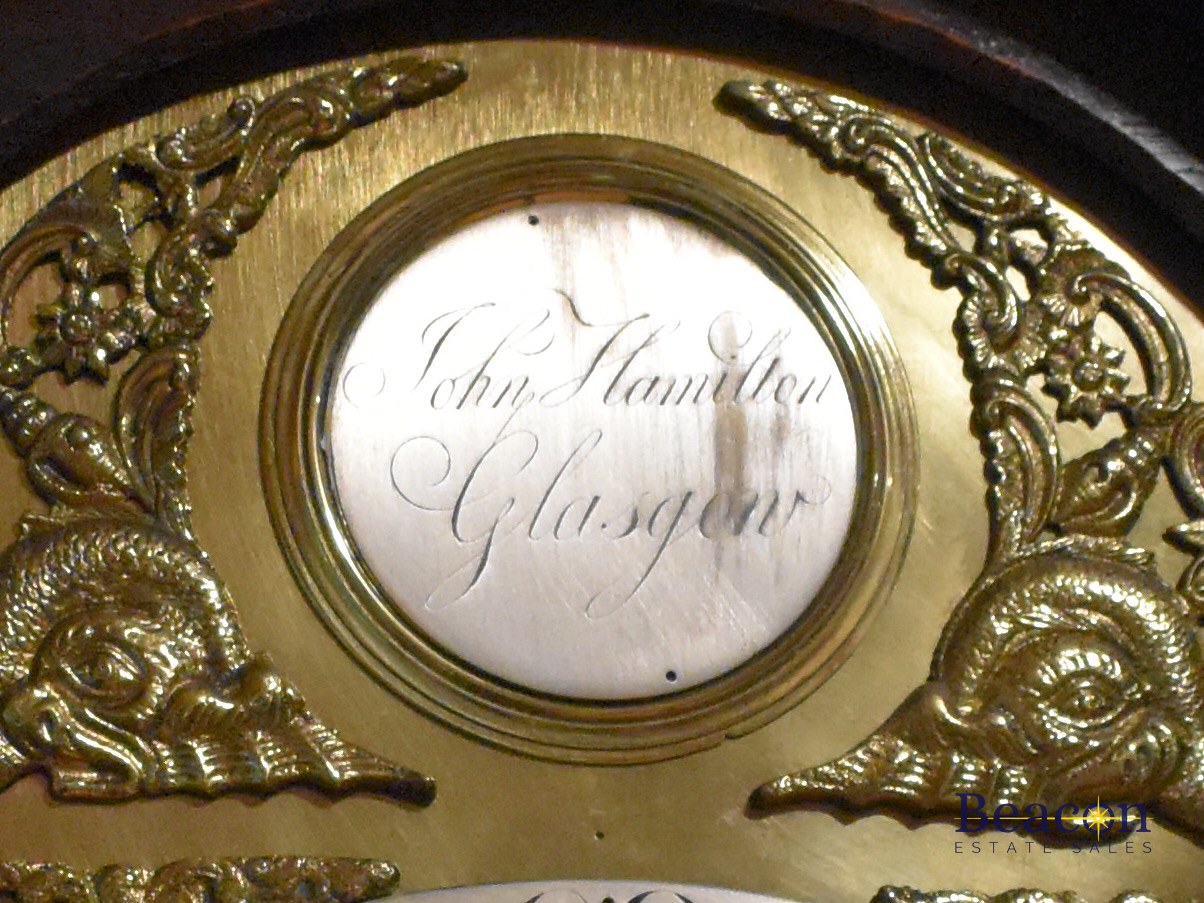 John Hamilton
Glasgow
Beacon
ESTATE SALES